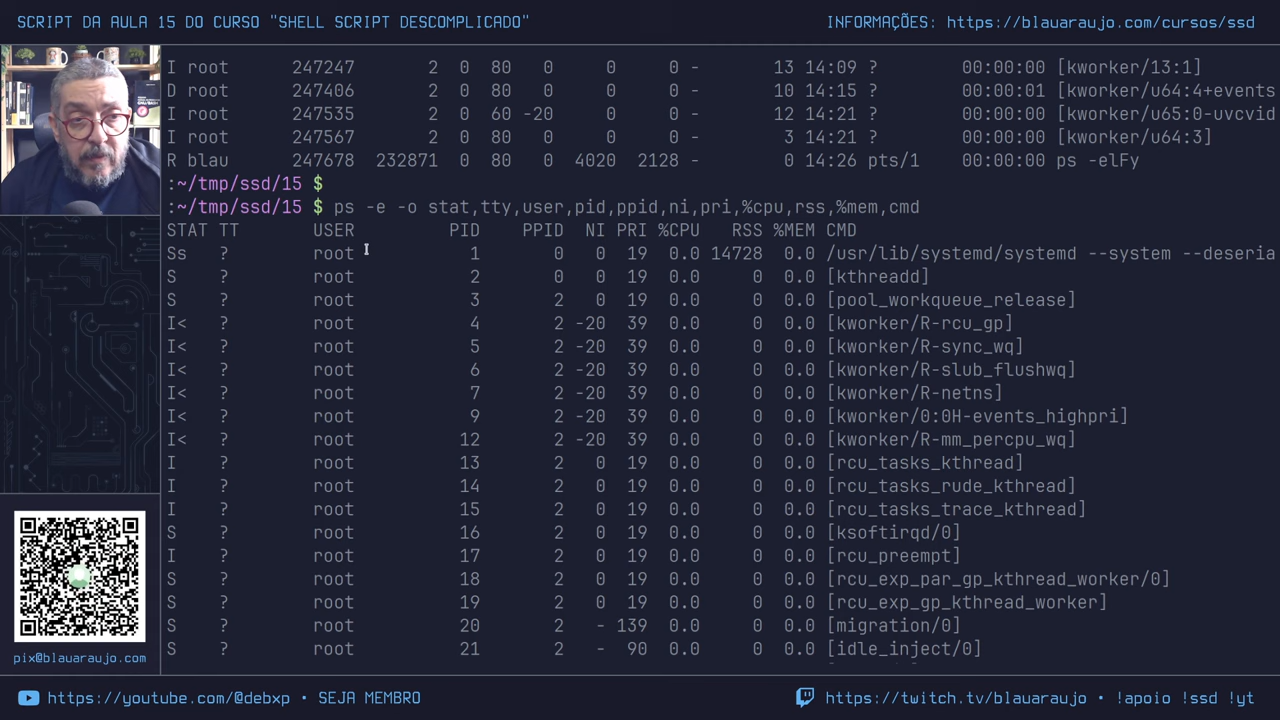 SCRIPT DA AULA 15 DO CURSO "SHELL SCRIPT DESCOMPLICADO"
INFORMAÇÕES: https://blauaraujo.com/cursos/ssd
I root 247247 2 0 80 0 0 0 - 13 14:09 ? 00:00:00 [kworker/13:1]
D root 247406 2 0 80 0 0 0 - 10 14:15 ? 00:00:01 [kworker/u64:4+events
I root 247535 2 0 60 -20 0 0 - 12 14:21 ? 00:00:00 [kworker/u65:0-uvcvid
I root 247567 2 0 80 0 0 0 - 3 14:21 ? 00:00:00 [kworker/u64:3]
R blau 247678 232871 0 80 0 4020 2128 - 0 14:26 pts/1 00:00:00 ps -elFy
:~/tmp/ssd/15 $
:~/tmp/ssd/15 $ ps -e -o stat,tty,user,pid,ppid,ni,pri,%cpu,rss,%mem,cmd
STAT TT USER PID PPID NI PRI %CPU RSS %MEM CMD
Ss ? root 1 0 0 19 0.0 14728 0.0 /usr/lib/systemd/systemd --system --deseria
S ? root 2 0 0 19 0.0 0 0.0 [kthreadd]
S ? root 3 2 0 19 0.0 0 0.0 [pool_workqueue_release]
I< ? root 4 2 -20 39 0.0 0 0.0 [kworker/R-rcu_gp]
I< ? root 5 2 -20 39 0.0 0 0.0 [kworker/R-sync_wq]
I< ? root 6 2 -20 39 0.0 0 0.0 [kworker/R-slub_flushwq]
I< ? root 7 2 -20 39 0.0 0 0.0 [kworker/R-netns]
I< ? root 9 2 -20 39 0.0 0 0.0 [kworker/0:0H-events_highpri]
I< ? root 12 2 -20 39 0.0 0 0.0 [kworker/R-mm_percpu_wq]
I ? root 13 2 0 19 0.0 0 0.0 [rcu_tasks_kthread]
I ? root 14 2 0 19 0.0 0 0.0 [rcu_tasks_rude_kthread]
I ? root 15 2 0 19 0.0 0 0.0 [rcu_tasks_trace_kthread]
S ? root 16 2 0 19 0.0 0 0.0 [ksoftirqd/0]
I ? root 17 2 0 19 0.0 0 0.0 [rcu_preempt]
S ? root 18 2 0 19 0.0 0 0.0 [rcu_exp_par_gp_kthread_worker/0]
S ? root 19 2 0 19 0.0 0 0.0 [rcu_exp_gp_kthread_worker]
S ? root 20 2 - 139 0.0 0 0.0 [migration/0]
S ? root 21 2 - 90 0.0 0 0.0 [idle_inject/0]
pix@blauaraujo.com
https://youtube.com/@debxp • SEJA MEMBRO
https://twitch.tv/blauaraujo • !apoio !ssd !yt